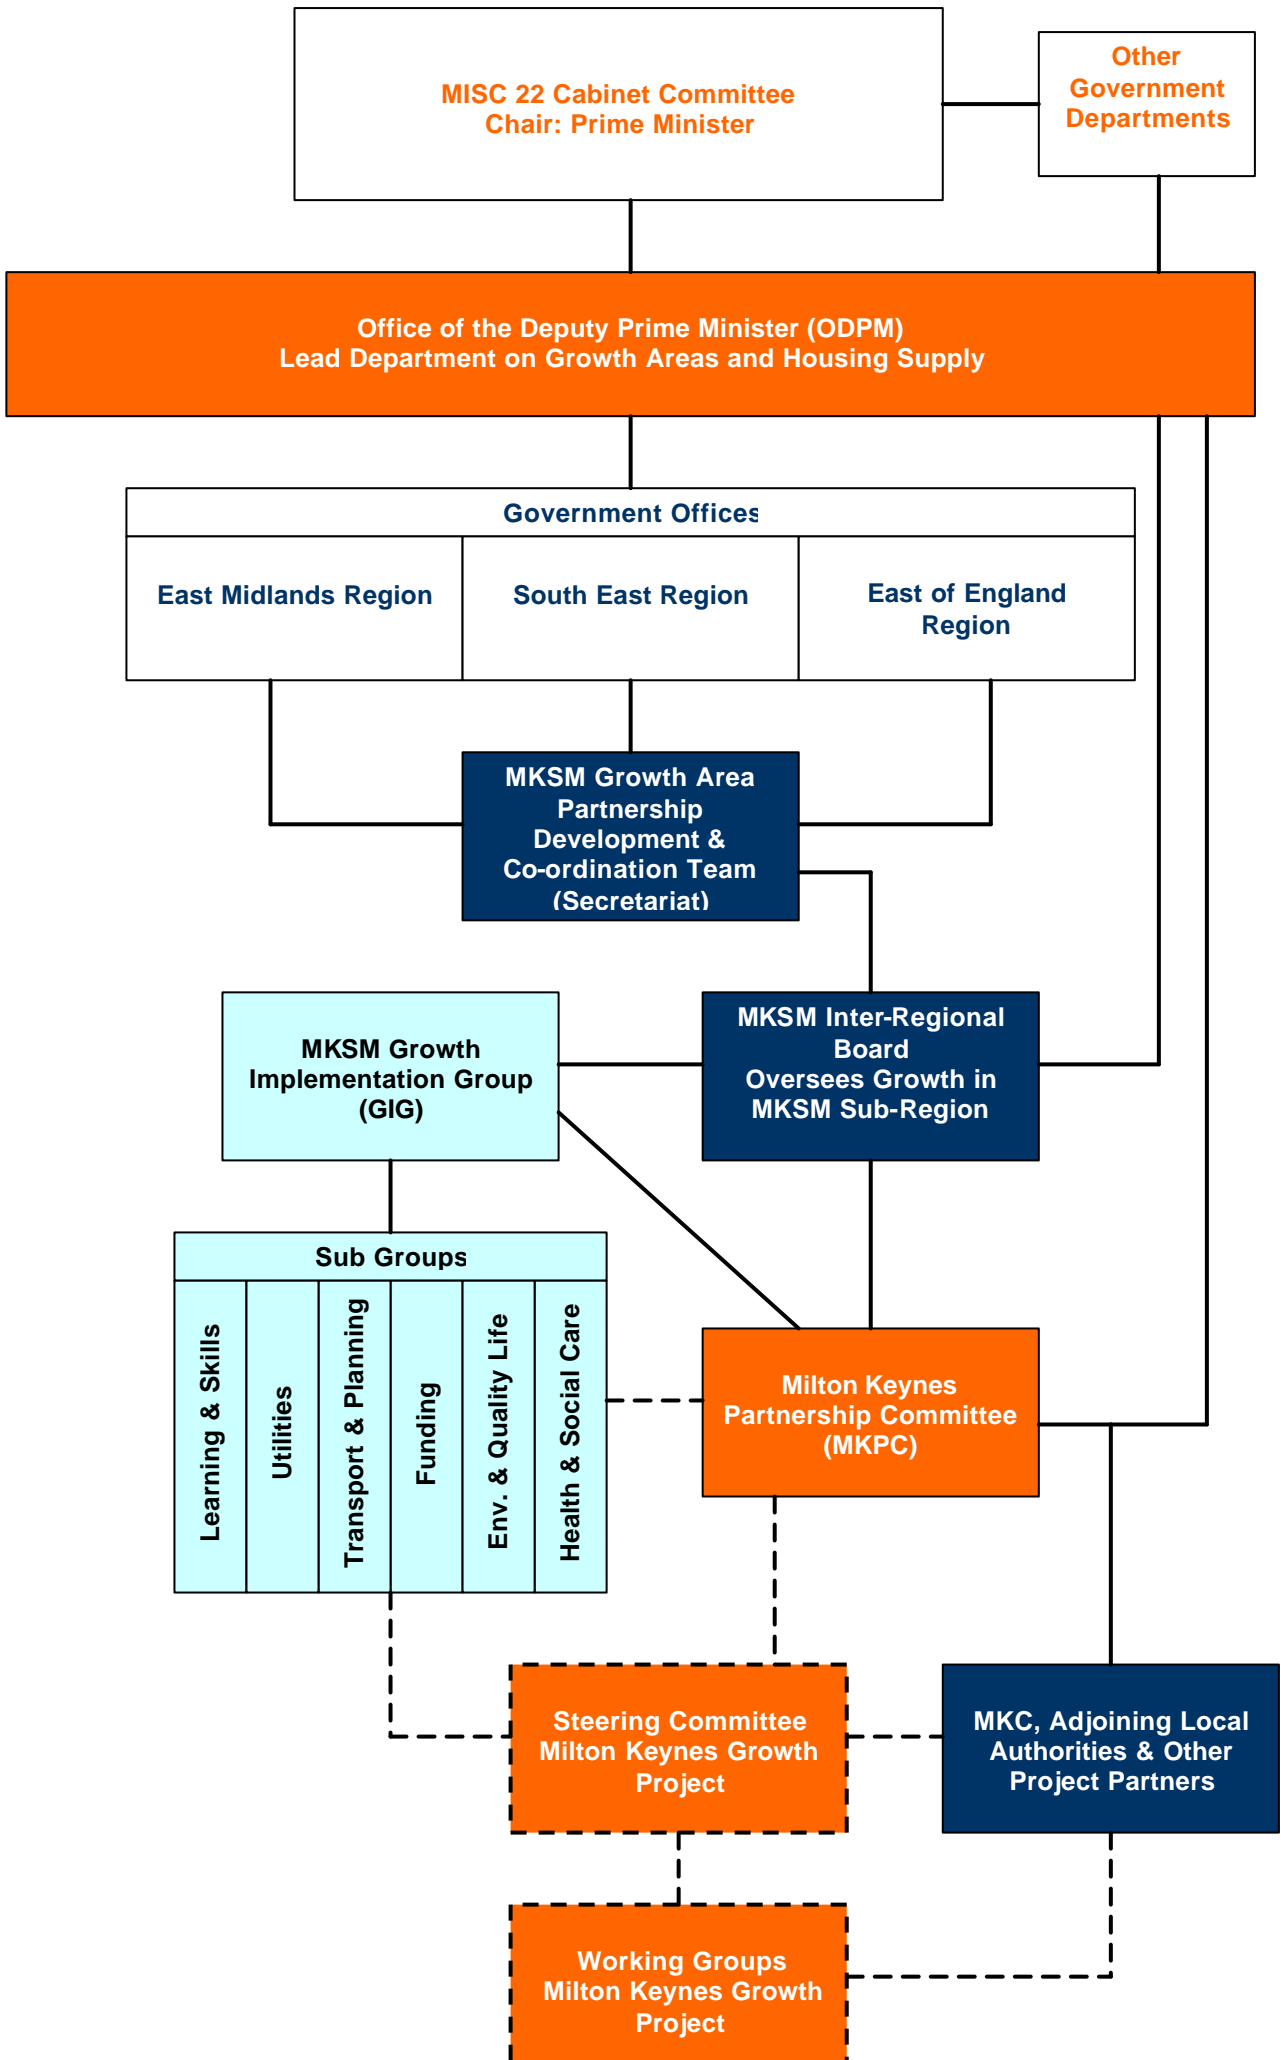 MISC 22 Cabinet Committee
Chair: Prime Minister
Other
Government
Departments
Office of the Deputy Prime Minister (ODPM)
Lead Department on Growth Areas and Housing Supply
Government Offices
East Midlands Region
South East Region
East of England
Region
MKSM Growth Area
Partnership
Development &
Co-ordination Team
(Secretariat)
MKSM Growth
Implementation Group
(GIG)
MKSM Inter-Regional
Board
Oversees Growth in
MKSM Sub-Region
Sub Groups
Learning & Skills
Utilities
Transport & Planning
Funding
Env. & Quality Life
Health & Social Care
Milton Keynes
Partnership Committee
(MKPC)
Steering Committee
Milton Keynes Growth
Project
MKC, Adjoining Local
Authorities & Other
Project Partners
Working Groups
Milton Keynes Growth
Project